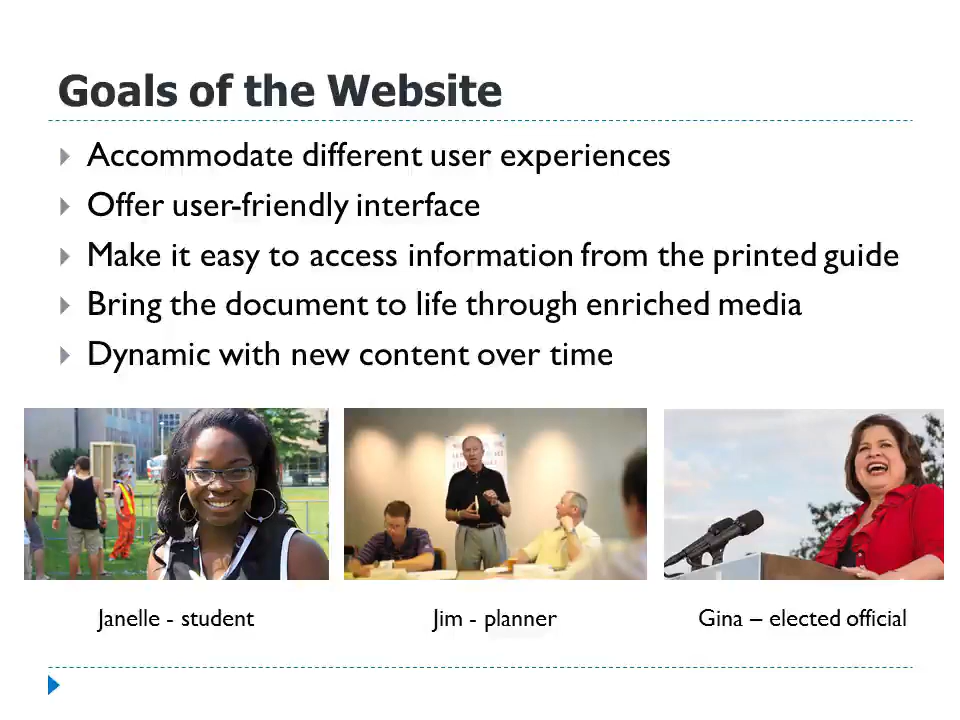 Goals of the Website
Accommodate different user experiences
Offer user-friendly interface
Make it easy to access information from the printed guide
Bring the document to life through enriched media
Dynamic with new content over time
Janelle - student
Jim - planner
Gina – elected official